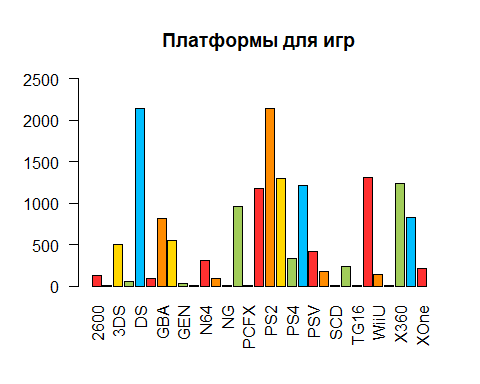 Платформы для игр
2500
2000
1500
1000
500
0
2600
3DS
DS
GBA
GEN
N64
NG
PCFX
PS2
PS4
PSV
SCD
TG16
WiiU
X360
XOne